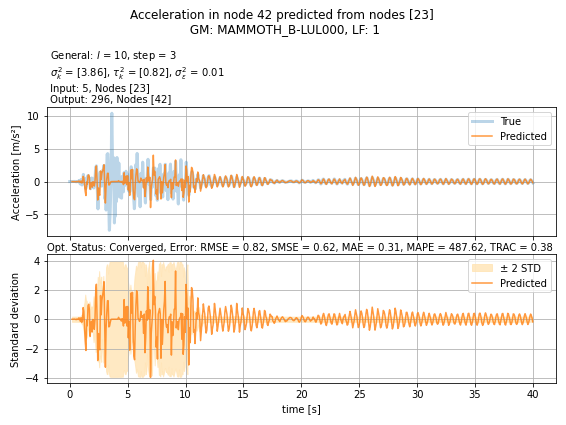 Acceleration in node 42 predicted from nodes [23]
GM: MAMMOTH_B-LUL000, LF: 1
General: l = 10, step = 3
σ²ₖ = [3.86], τ²ₖ = [0.82], σ²ε = 0.01
Input: 5, Nodes [23]
Output: 296, Nodes [42]
10
5
0
−5
Acceleration [m/s²]
True
Predicted
Opt. Status: Converged, Error: RMSE = 0.82, SMSE = 0.62, MAE = 0.31, MAPE = 487.62, TRAC = 0.38
4
2
0
−2
−4
Standard deviation
± 2 STD
Predicted
0 5 10 15 20 25 30 35 40
time [s]